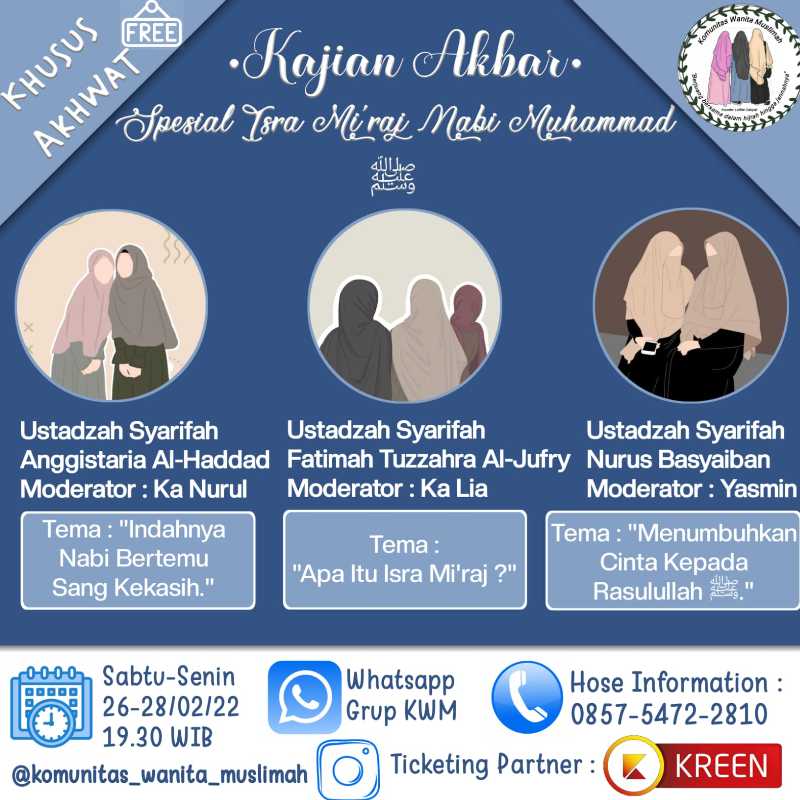 KHUSUS
AKHWAT
FREE
•Kajian Akbar•
Spesial Isra Mi'raj Nabi Muhammad
ﷺ
Komunitas Wanita Muslimah
Ustadzah Syarifah
Anggistaria Al-Haddad
Moderator : Ka Nurul
Tema : "Indahnya
Nabi Bertemu
Sang Kekasih."
Ustadzah Syarifah
Fatimah Tuzzahra Al-Jufry
Moderator : Ka Lia
Tema :
"Apa Itu Isra Mi'raj ?"
Ustadzah Syarifah
Nurus Basyaiban
Moderator : Yasmin
Tema : "Menumbuhkan
Cinta Kepada
Rasulullah ﷺ."
Sabtu-Senin
26-28/02/22
19.30 WIB
Whatsapp
Grup KWM
Hose Information :
0857-5472-2810
@komunitas_wanita_muslimah
Ticketing Partner :
KREEN